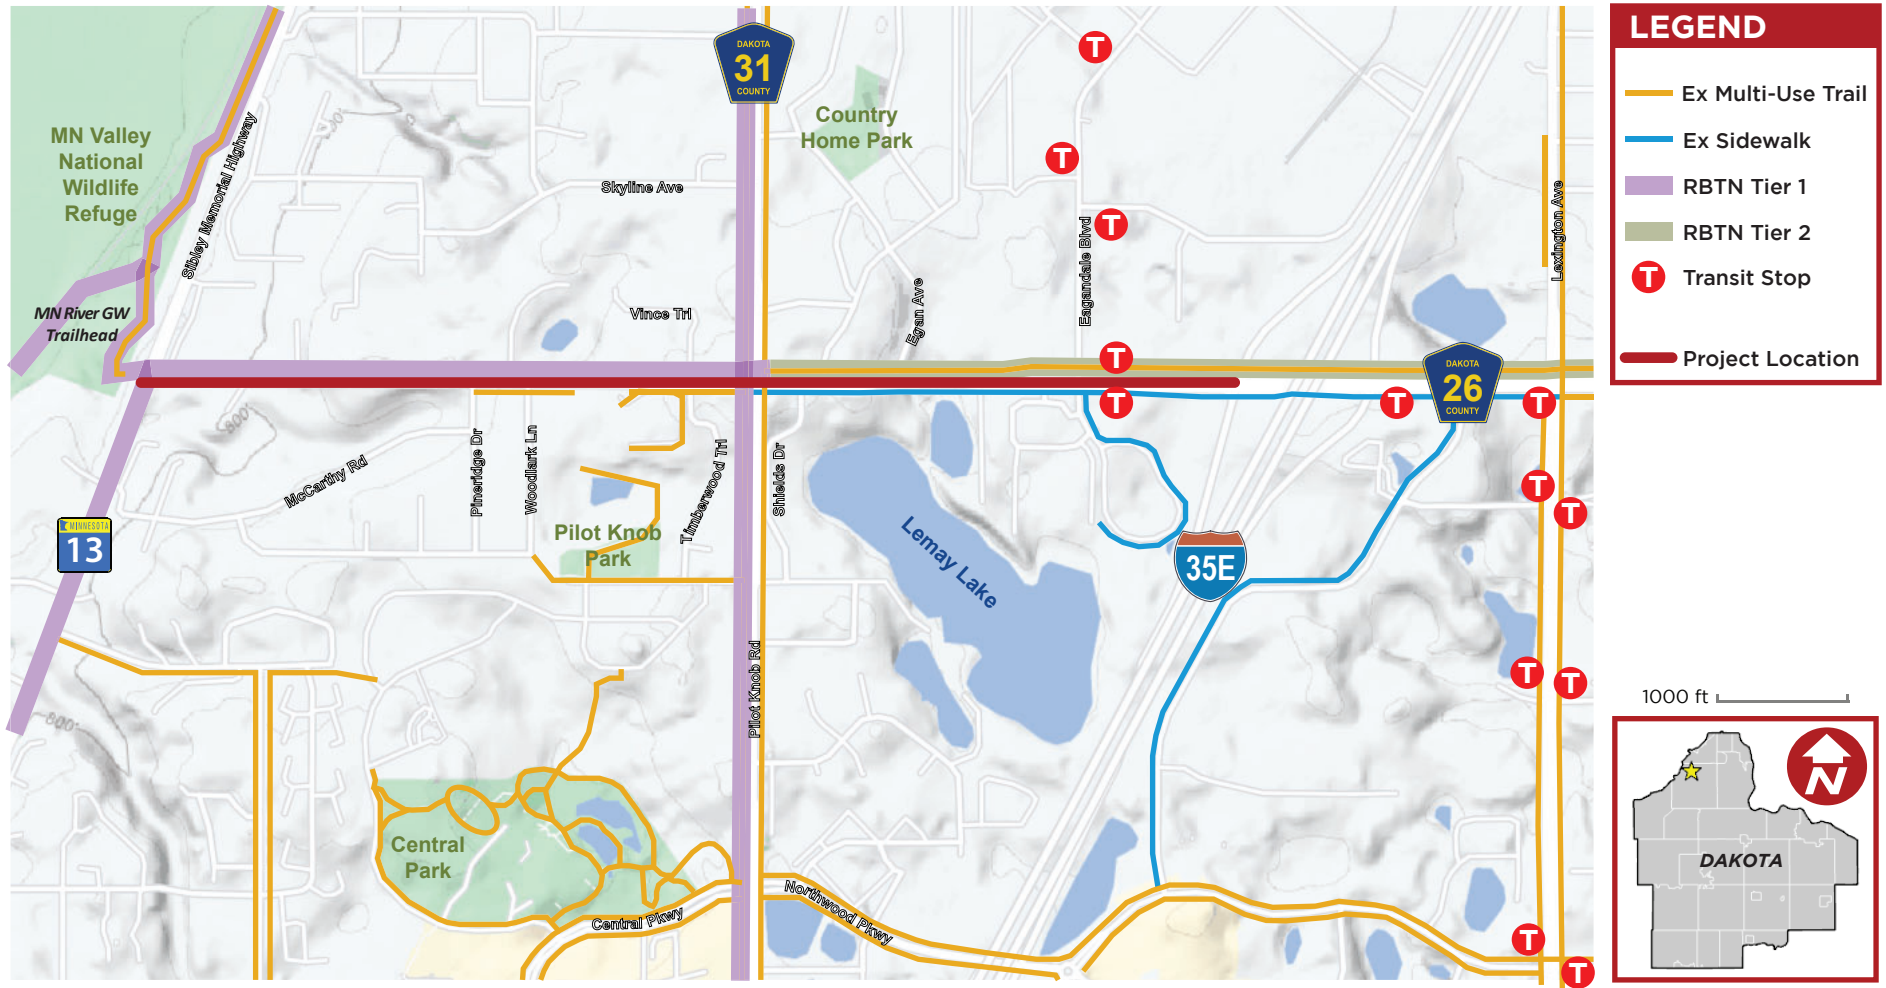 DAKOTA
31
COUNTY
MN Valley
National
Wildlife
Refuge
Country
Home Park
Sibley Memorial Highway
Skyline Ave
Eagandale Blvd
Lexington Ave
MN River GW
Trailhead
Vince Trl
Egan Ave
800'
DAKOTA
26
COUNTY
McCarthy Rd
Pineridge Dr
Woodlark Ln
Timberwood Trl
Shields Dr
MINNESOTA
13
Pilot Knob
Park
Lemay Lake
35E
Pilot Knob Rd
800'
Central
Park
Central Pkwy
Northwood Pkwy
T
T
T
T
T
T
T
T
T
T
T
T
T
LEGEND
Ex Multi-Use Trail
Ex Sidewalk
RBTN Tier 1
RBTN Tier 2
T Transit Stop
Project Location
1000 ft
N
DAKOTA